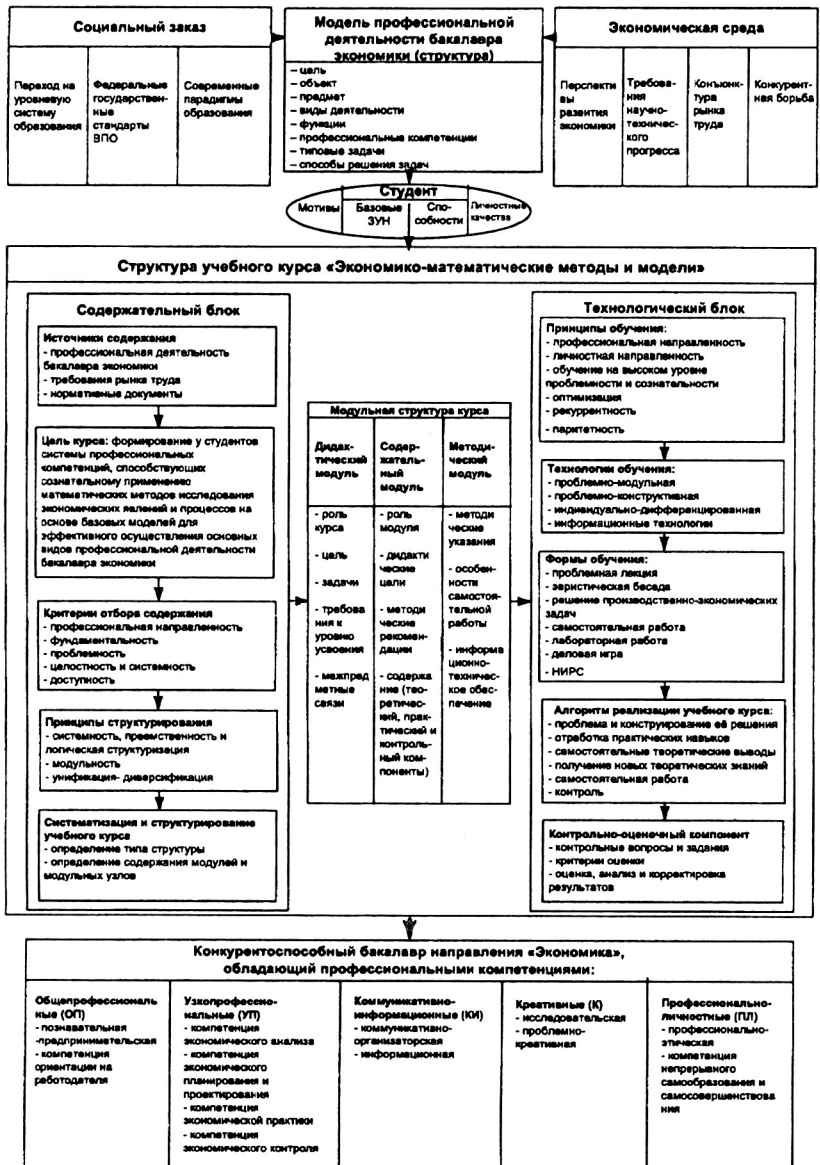 Социальный заказ
Переход на
уровневую
систему
образования
Федеральные
государствен-
ные
стандарты
ВПО
Современные
парадигмы
образования
Модель профессиональной
деятельности бакалавра
экономики (структура)
– цель
– объект
– предмет
– виды деятельности
– функции
– профессиональные компетенции
– типовые задачи
– способы решения задач
Экономическая среда
Перспекти
вы
развития
экономики
Требова-
ния
научно-
техничес-
кого
прогресса
Конъюнк-
тура
рынка
труда
Конкурент-
ная борьба
Студент
Мотивы
Базовые
ЗУН
Спо-
собности
Личностные
качества
Структура учебного курса «Экономико-математические методы и модели»
Содержательный блок
Источники содержания
- профессиональная деятельность
бакалавра экономики
- требования рынка труда
- нормативные документы
Цель курса: формирование у студентов
системы профессиональных
компетенций, способствующих
сознательному применению
математических методов исследования
экономических явлений и процессов на
основе базовых моделей для
эффективного осуществления основных
видов профессиональной деятельности
бакалавра экономики
Критерии отбора содержания
- профессиональная направленность
- фундаментальность
- проблемность
- целостность и системность
- доступность
Принципы структурирования
- системность, преемственность и
логическая структуризация
- модульность
- унификация- диверсификация
Систематизация и структурирование
учебного курса
- определение типа структуры
- определение содержания модулей и
модульных узлов
Модульная структура курса
Дидак-
тический
модуль
- роль
курса
- цель
- задачи
- требова
ния к
уровню
усвоения
- межпред
метные
связи
Содер-
жатель-
ный
модуль
- роль
модуля
- дидакти
ческие
цели
- методи
ческие
рекомен-
дации
- содержа
ние (тео-
ретичес-
кий, прак-
тический и
контроль-
ный ком-
поненты)
Методи-
ческий
модуль
- методи
ческие
указания
- особен-
ности
самостоя-
тельной
работы
- информа
ционно-
техничес-
кое обес-
печение
Технологический блок
Принципы обучения:
- профессиональная направленность
- личностная направленность
- обучение на высоком уровне
проблемности и сознательности
- оптимизация
- рекуррентность
- паритетность
Технологии обучения:
- проблемно-модульная
- проблемно-конструктивная
- индивидуально-дифференцированная
- информационные технологии
Формы обучения:
- проблемная лекция
- эвристическая беседа
- решение производственно-экономических
задач
- самостоятельная работа
- лабораторная работа
- деловая игра
- НИРС
Алгоритм реализации учебного курса:
- проблема и конструирование её решения
- отработка практических навыков
- самостоятельные теоретические выводы
- получение новых теоретических знаний
- самостоятельная работа
- контроль
Контрольно-оценочный компонент
- контрольные вопросы и задания
- критерии оценки
- оценка, анализ и корректировка
результатов
Конкурентоспособный бакалавр направления «Экономика»,
обладающий профессиональными компетенциями:
Общепрофессиональ
ные (ОП)
- познавательная
-предпринимательская
- компетенция
ориентации на
работодателя
Узкопрофессио-
нальные (УП)
- компетенция
экономического анализа
- компетенция
экономического
планирования и
проектирования
- компетенция
экономической практики
- компетенция
экономического контроля
Коммуникативно-
информационные (КИ)
- коммуникативно-
организаторская
- информационная
Креативные (К)
- исследовательская
- проблемно-
креативная
Профессионально-
личностные (ПЛ)
- профессионально-
этическая
- компетенция
непрерывного
самообразования и
самосовершенствова
ния